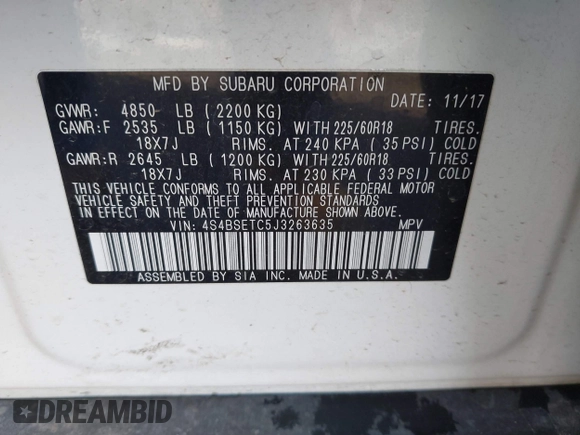 MFD BY SUBARU CORPORATION
GVWR: 4850 LB (2200 KG) DATE: 11/17
GAWR:F 2535 LB (1150 KG) WITH 225/60R18 TIRES.
18X7J RIMS. AT 240 KPA (35 PSI) COLD
GAWR:R 2645 LB (1200 KG) WITH 225/60R18 TIRES.
18X7J RIMS. AT 230 KPA (33 PSI) COLD
THIS VEHICLE CONFORMS TO ALL APPLICABLE FEDERAL MOTOR
VEHICLE SAFETY AND THEFT PREVENTION STANDARDS
IN EFFECT ON THE DATE OF MANUFACTURE SHOWN ABOVE.
VIN: 4S4BSETC5J3263635 MPV
ASSEMBLED BY SIA INC. MADE IN U.S.A.
DREAMBID